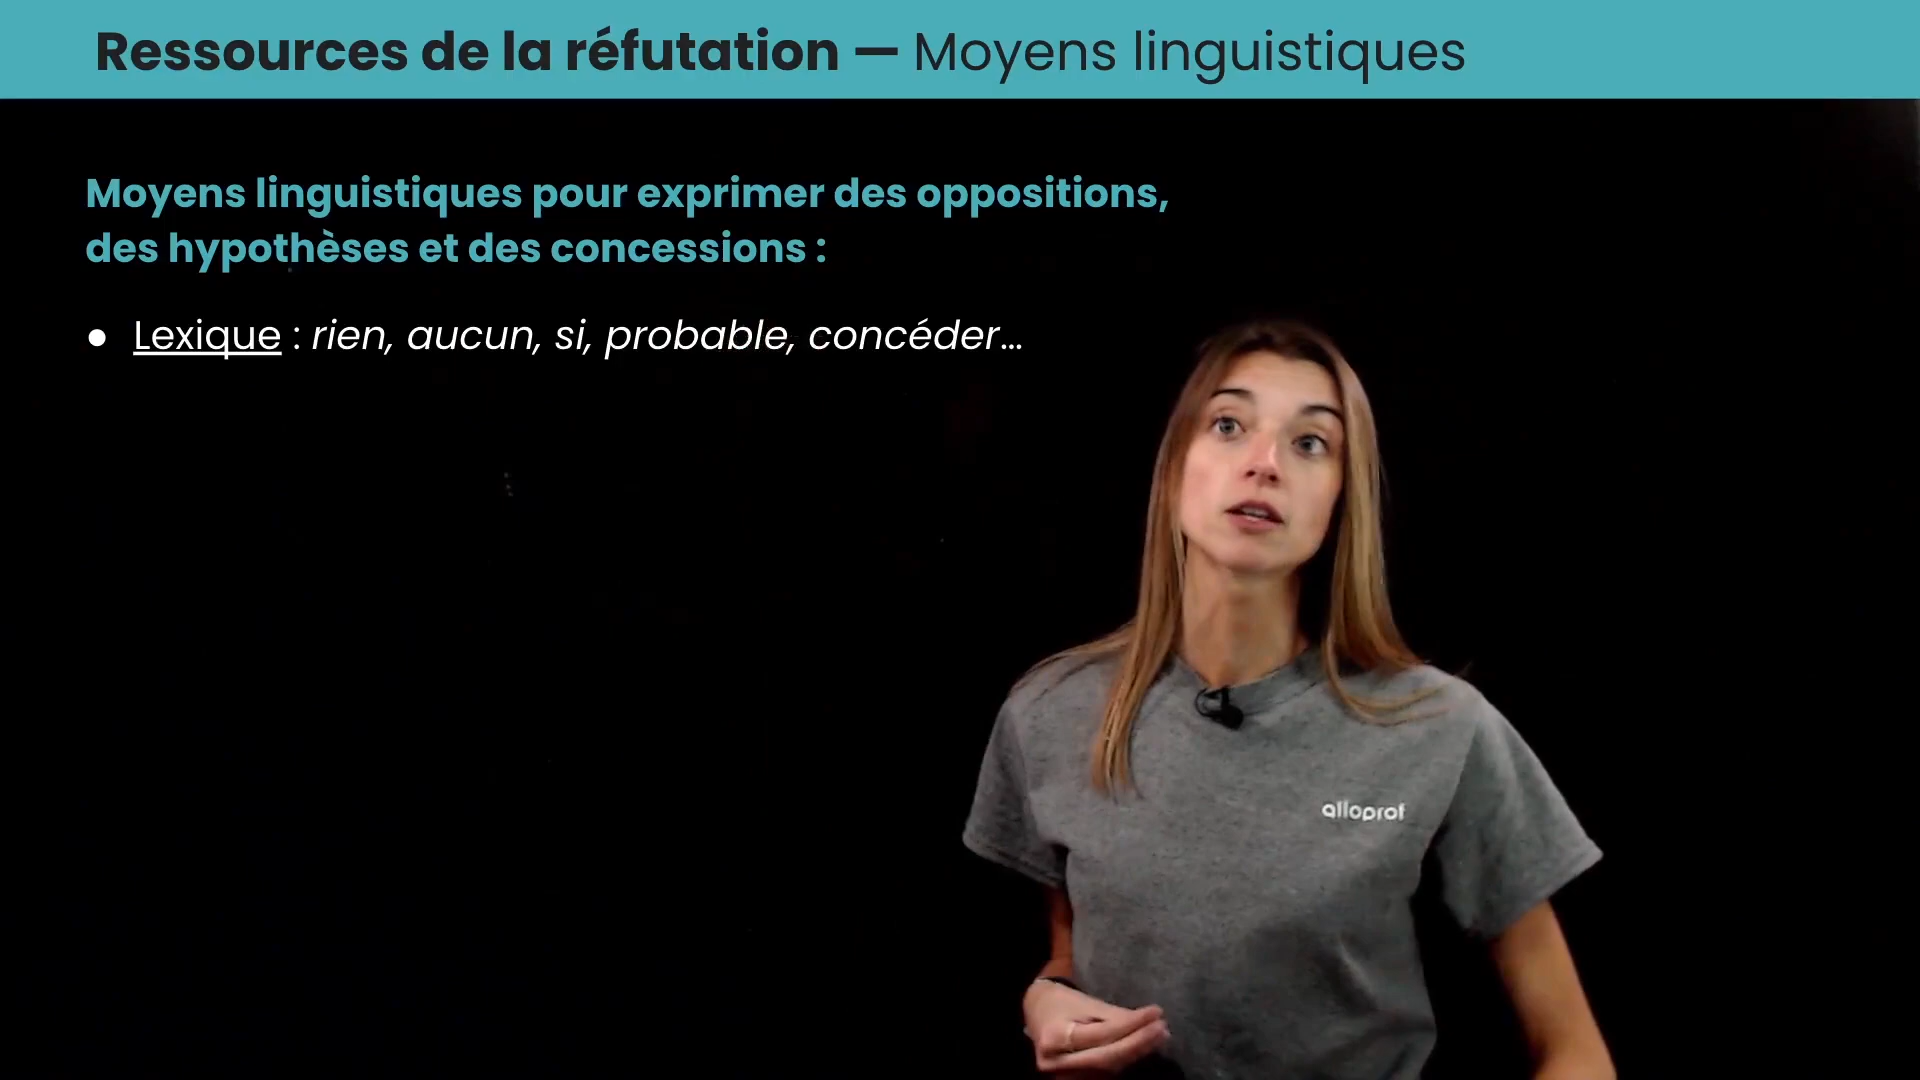 Ressources de la réfutation — Moyens linguistiques
Moyens linguistiques pour exprimer des oppositions,
des hypothèses et des concessions :
● Lexique : rien, aucun, si, probable, concéder...
alloprof